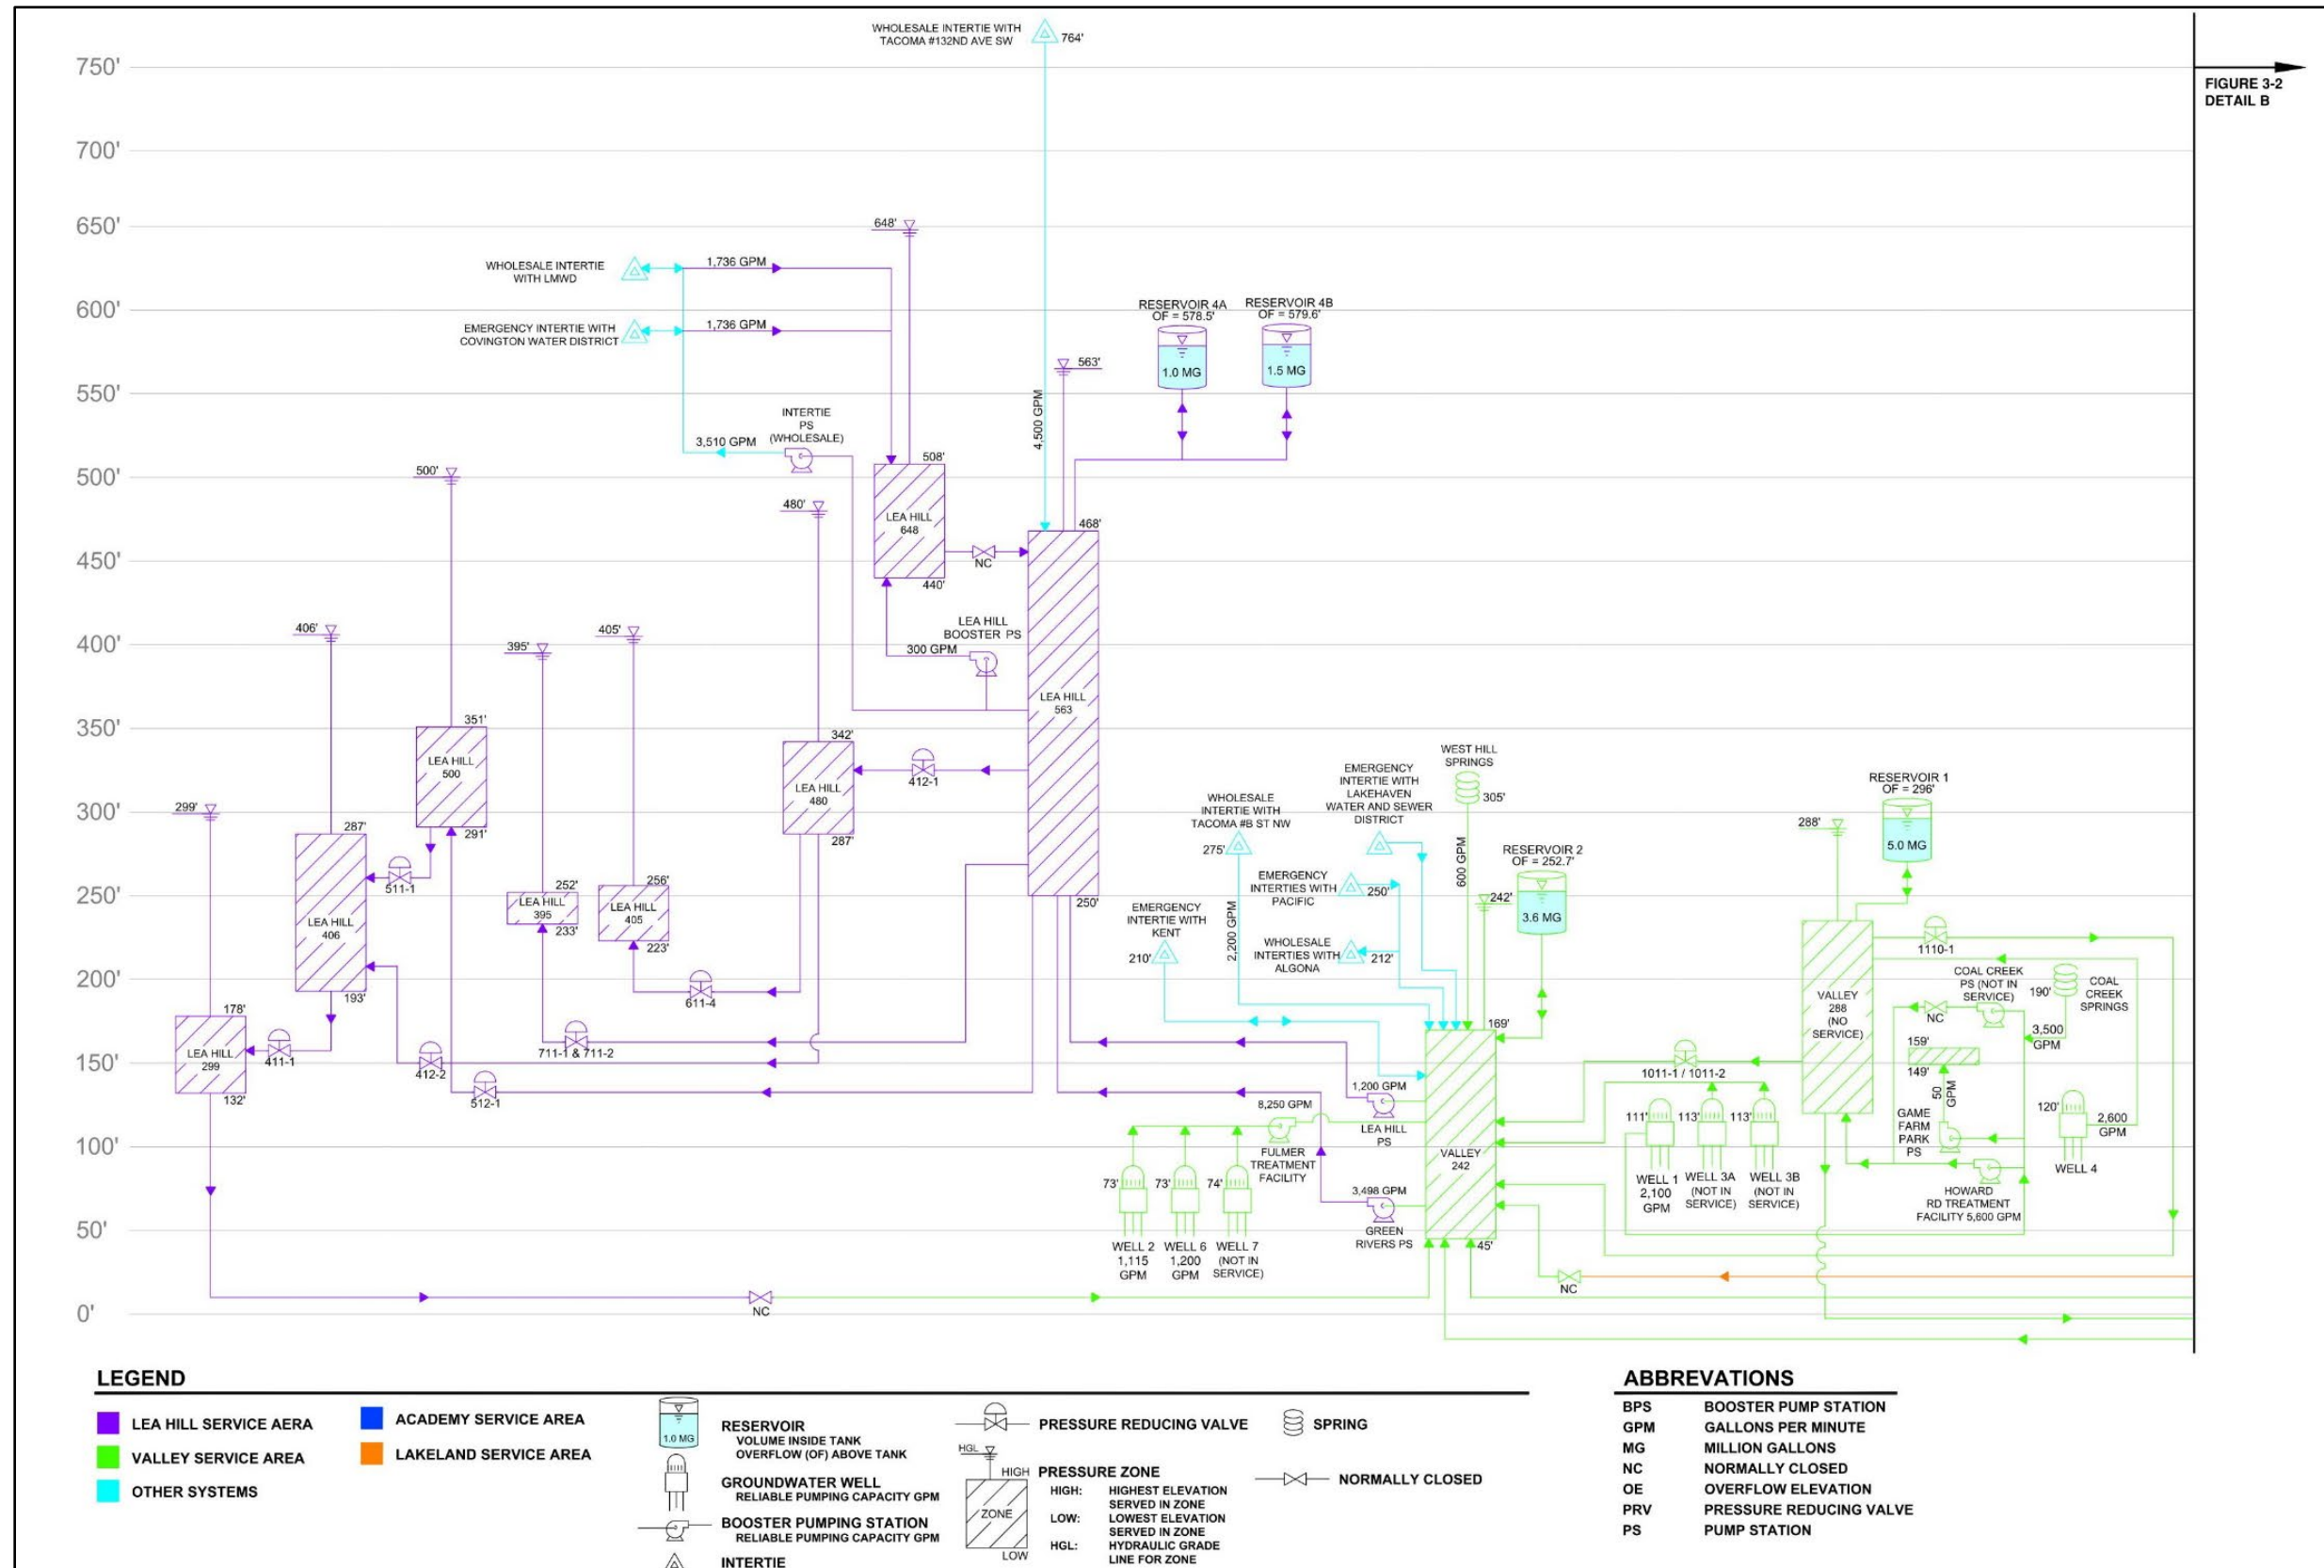 WHOLESALE INTERTIE WITH
TACOMA #132ND AVE SW
764'
750'
FIGURE 3-2
DETAIL B
700'
650'
648'
WHOLESALE INTERTIE
WITH LMWD
1,736 GPM
600'
EMERGENCY INTERTIE WITH
COVINGTON WATER DISTRICT
1,736 GPM
RESERVOIR 4A
OF = 578.5'
1.0 MG
RESERVOIR 4B
OF = 579.6'
1.5 MG
563'
550'
4,500 GPM
INTERTIE
PS
(WHOLESALE)
3,510 GPM
500'
500'
480'
508'
LEA HILL
648
440'
468'
NC
450'
LEA HILL
BOOSTER PS
300 GPM
400'
406'
395'
405'
LEA HILL
563
250'
350'
351'
LEA HILL
500
291'
342'
LEA HILL
480
287'
412-1
300'
299'
287'
LEA HILL
406
193'
511-1
252'
LEA HILL
395
233'
256'
LEA HILL
405
223'
WEST HILL
SPRINGS
305'
600 GPM
EMERGENCY
INTERTIE WITH
LAKEHAVEN
WATER AND SEWER
DISTRICT
WHOLESALE
INTERTIE WITH
TACOMA #B ST NW
275'
2,200 GPM
RESERVOIR 2
OF = 252.7'
3.6 MG
242'
RESERVOIR 1
OF = 296'
5.0 MG
288'
250'
EMERGENCY
INTERTIES WITH
PACIFIC
250'
EMERGENCY
INTERTIE WITH
KENT
210'
WHOLESALE
INTERTIES WITH
ALGONA
212'
200'
611-4
1110-1
COAL CREEK
PS (NOT IN
SERVICE)
NC
190'
COAL
CREEK
SPRINGS
3,500
GPM
VALLEY
288
(NO
SERVICE)
178'
LEA HILL
299
132'
411-1
412-2
711-1 & 711-2
512-1
150'
169'
VALLEY
242
45'
1011-1 / 1011-2
159'
149'
50
GPM
GAME
FARM
PARK
PS
120'
2,600
GPM
WELL 4
1,200 GPM
LEA HILL
PS
8,250 GPM
FULMER
TREATMENT
FACILITY
111'
WELL 1
2,100
GPM
113'
WELL 3A
(NOT IN
SERVICE)
113'
WELL 3B
(NOT IN
SERVICE)
100'
73'
WELL 2
1,115
GPM
73'
WELL 6
1,200
GPM
74'
WELL 7
(NOT IN
SERVICE)
3,498 GPM
GREEN
RIVERS PS
HOWARD
RD TREATMENT
FACILITY 5,600 GPM
50'
NC
0'
NC
LEGEND
LEA HILL SERVICE AERA
VALLEY SERVICE AREA
OTHER SYSTEMS
ACADEMY SERVICE AREA
LAKELAND SERVICE AREA
1.0 MG
RESERVOIR
VOLUME INSIDE TANK
OVERFLOW (OF) ABOVE TANK
GROUNDWATER WELL
RELIABLE PUMPING CAPACITY GPM
BOOSTER PUMPING STATION
RELIABLE PUMPING CAPACITY GPM
INTERTIE
PRESSURE REDUCING VALVE
HGL
HIGH
ZONE
LOW
PRESSURE ZONE
HIGH: HIGHEST ELEVATION
SERVED IN ZONE
LOW: LOWEST ELEVATION
SERVED IN ZONE
HGL: HYDRAULIC GRADE
LINE FOR ZONE
SPRING
NORMALLY CLOSED
ABBREVATIONS
BPS BOOSTER PUMP STATION
GPM GALLONS PER MINUTE
MG MILLION GALLONS
NC NORMALLY CLOSED
OE OVERFLOW ELEVATION
PRV PRESSURE REDUCING VALVE
PS PUMP STATION